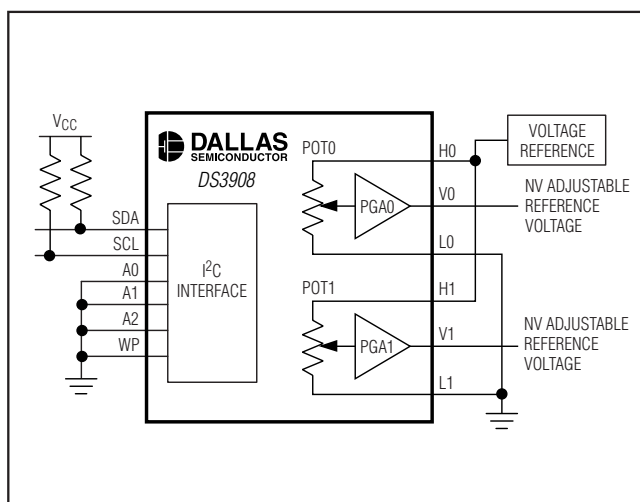 VCC
SDA
SCL
A0
A1
A2
WP
DALLAS
SEMICONDUCTOR
DS3908
I2C
INTERFACE
POT0
PGA0
POT1
PGA1
H0
V0
L0
H1
V1
L1
VOLTAGE
REFERENCE
NV ADJUSTABLE
REFERENCE
VOLTAGE
NV ADJUSTABLE
REFERENCE
VOLTAGE